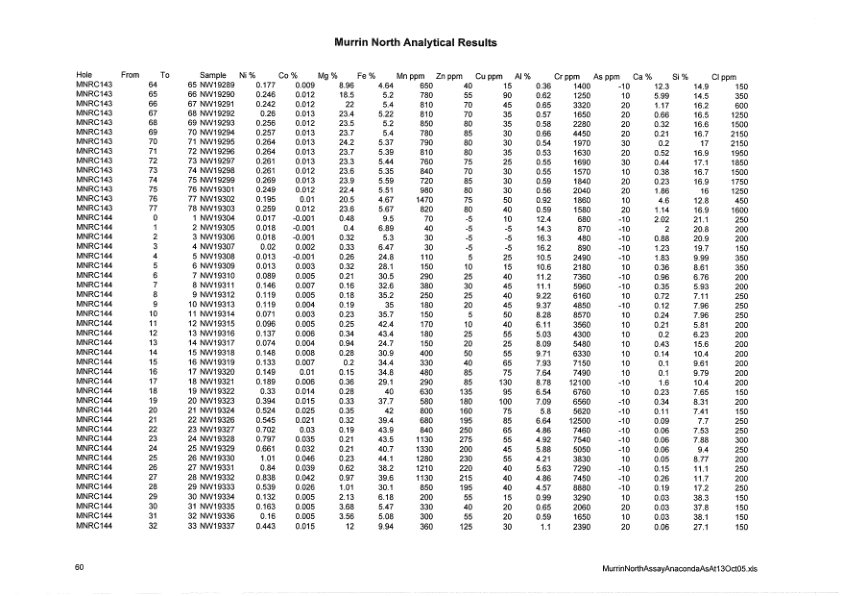 Murrin North Analytical Results
Hole From To Sample Ni % Co % Mg % Fe % Mn ppm Zn ppm Cu ppm Al % Cr ppm As ppm Ca % Si % Cl ppm
MNRC143 64 65 NW19289 0.177 0.009 8.96 4.64 650 40 15 0.36 1400 -10 12.3 14.9 150
MNRC143 65 66 NW19290 0.246 0.012 18.5 5.2 780 55 90 0.62 1250 10 5.99 14.5 350
MNRC143 66 67 NW19291 0.242 0.012 22 5.4 810 70 45 0.65 3320 20 1.17 16.2 600
MNRC143 67 68 NW19292 0.26 0.013 23.4 5.22 810 70 35 0.57 1650 20 0.66 16.5 1250
MNRC143 68 69 NW19293 0.256 0.012 23.5 5.2 850 80 35 0.58 2280 20 0.32 16.6 1500
MNRC143 69 70 NW19294 0.257 0.013 23.7 5.4 780 85 30 0.66 4450 20 0.21 16.7 2150
MNRC143 70 71 NW19295 0.264 0.013 24.2 5.37 790 80 30 0.54 1970 30 0.2 17 2150
MNRC143 71 72 NW19296 0.264 0.013 23.7 5.39 810 80 35 0.53 1630 20 0.52 16.9 1950
MNRC143 72 73 NW19297 0.261 0.013 23.3 5.44 760 75 25 0.55 1690 30 0.44 17.1 1850
MNRC143 73 74 NW19298 0.261 0.012 23.6 5.35 840 70 30 0.55 1570 10 0.38 16.7 1500
MNRC143 74 75 NW19299 0.269 0.013 23.9 5.59 720 85 30 0.59 1840 20 0.23 16.9 1750
MNRC143 75 76 NW19301 0.249 0.012 22.4 5.51 980 80 30 0.56 2040 20 1.86 16 1250
MNRC143 76 77 NW19302 0.195 0.01 20.5 4.67 1470 75 50 0.92 1860 10 4.6 12.8 450
MNRC143 77 78 NW19303 0.259 0.012 23.6 5.67 820 80 40 0.59 1580 20 1.14 16.9 1600
MNRC144 0 1 NW19304 0.017 -0.001 0.48 9.5 70 -5 10 12.4 680 -10 2.02 21.1 250
MNRC144 1 2 NW19305 0.018 -0.001 0.4 6.89 40 -5 -5 14.3 870 -10 2 20.8 200
MNRC144 2 3 NW19306 0.018 -0.001 0.32 5.3 30 -5 -5 16.3 480 -10 0.88 20.9 200
MNRC144 3 4 NW19307 0.02 0.002 0.33 6.47 30 -5 -5 16.2 890 -10 1.23 19.7 150
MNRC144 4 5 NW19308 0.013 -0.001 0.26 24.8 110 5 25 10.5 2490 -10 1.83 9.99 350
MNRC144 5 6 NW19309 0.013 0.003 0.32 28.1 150 10 15 10.6 2180 10 0.36 8.61 350
MNRC144 6 7 NW19310 0.089 0.005 0.21 30.5 290 25 40 11.2 7360 -10 0.96 6.76 200
MNRC144 7 8 NW19311 0.146 0.007 0.16 32.6 380 30 45 11.1 5960 -10 0.35 5.93 200
MNRC144 8 9 NW19312 0.119 0.005 0.18 35.2 250 25 40 9.22 6160 10 0.72 7.11 250
MNRC144 9 10 NW19313 0.119 0.004 0.19 35 180 20 45 9.37 4850 -10 0.12 7.96 250
MNRC144 10 11 NW19314 0.071 0.003 0.23 35.7 150 5 50 8.28 8570 10 0.24 7.96 250
MNRC144 11 12 NW19315 0.096 0.005 0.25 42.4 170 10 40 6.11 3560 10 0.21 5.81 200
MNRC144 12 13 NW19316 0.137 0.006 0.34 43.4 180 25 55 5.03 4300 10 0.2 6.23 200
MNRC144 13 14 NW19317 0.074 0.004 0.94 24.7 150 20 25 8.09 5480 10 0.43 15.6 200
MNRC144 14 15 NW19318 0.148 0.008 0.28 30.9 400 50 55 9.71 6330 10 0.14 10.4 200
MNRC144 15 16 NW19319 0.133 0.007 0.2 34.4 330 40 65 7.93 7150 10 0.1 9.61 200
MNRC144 16 17 NW19320 0.149 0.01 0.15 34.8 480 85 75 7.64 7490 10 0.1 9.79 200
MNRC144 17 18 NW19321 0.189 0.006 0.36 29.1 290 85 130 8.78 12100 -10 1.6 10.4 200
MNRC144 18 19 NW19322 0.33 0.014 0.28 40 630 135 95 6.54 6760 10 0.23 7.65 150
MNRC144 19 20 NW19323 0.394 0.015 0.33 37.7 580 180 100 7.09 6560 -10 0.34 8.31 200
MNRC144 20 21 NW19324 0.524 0.025 0.35 42 800 160 75 5.8 5620 -10 0.11 7.41 150
MNRC144 21 22 NW19326 0.545 0.021 0.32 39.4 680 195 85 6.64 12500 -10 0.09 7.7 250
MNRC144 22 23 NW19327 0.702 0.03 0.19 43.9 840 250 65 4.86 7460 -10 0.06 7.53 250
MNRC144 23 24 NW19328 0.797 0.035 0.21 43.5 1130 275 55 4.92 7540 -10 0.06 7.88 300
MNRC144 24 25 NW19329 0.661 0.032 0.21 40.7 1330 200 45 5.88 5050 -10 0.06 9.4 250
MNRC144 25 26 NW19330 1.01 0.046 0.23 44.1 1280 230 55 4.21 3830 10 0.05 8.77 200
MNRC144 26 27 NW19331 0.84 0.039 0.62 38.2 1210 220 40 5.63 7290 -10 0.15 11.1 250
MNRC144 27 28 NW19332 0.838 0.042 0.97 39.6 1130 215 40 4.86 7450 -10 0.26 11.7 200
MNRC144 28 29 NW19333 0.539 0.026 1.01 30.1 850 195 40 4.57 8880 -10 0.19 17.2 250
MNRC144 29 30 NW19334 0.132 0.005 2.13 6.18 200 55 15 0.99 3290 10 0.03 38.3 150
MNRC144 30 31 NW19335 0.163 0.005 3.68 5.47 330 40 20 0.65 2060 20 0.03 37.8 150
MNRC144 31 32 NW19336 0.16 0.005 3.56 5.08 300 55 20 0.59 1650 10 0.03 38.1 150
MNRC144 32 33 NW19337 0.443 0.015 12 9.94 360 125 30 1.1 2390 20 0.06 27.1 150
60 MurrinNorthAssayAnacondaAsAt13Oct05.xls